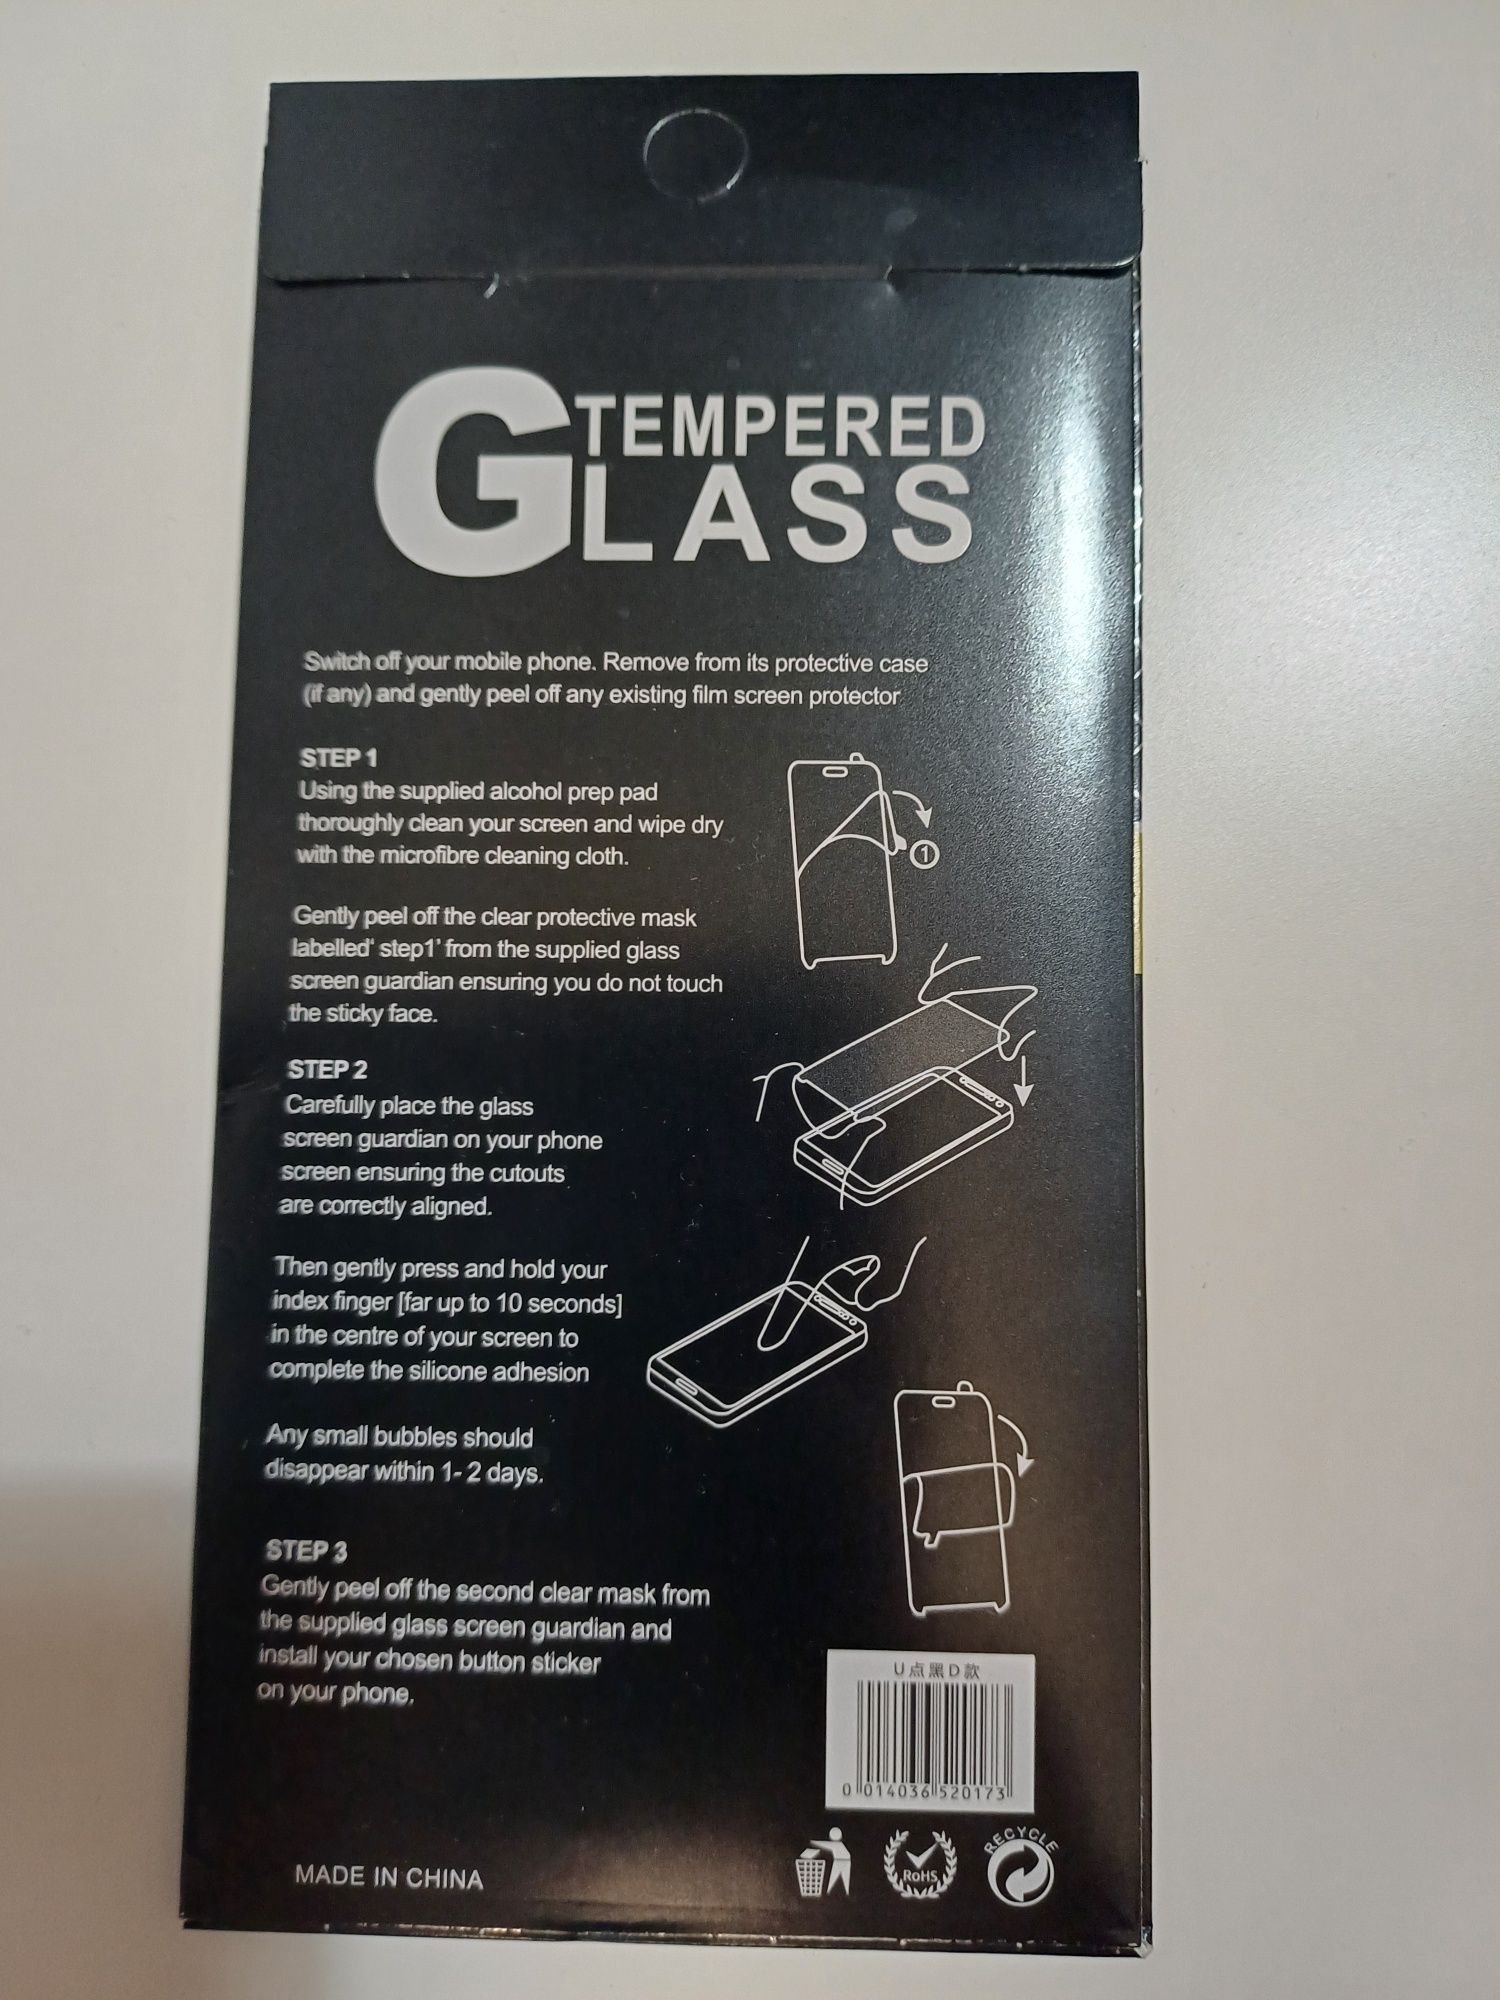 TEMPERED
GLASS
Switch off your mobile phone. Remove from its protective case
(if any) and gently peel off any existing film screen protector
STEP 1
Using the supplied alcohol prep pad
thoroughly clean your screen and wipe dry
with the microfibre cleaning cloth.
1
Gently peel off the clear protective mask
labelled‘ step1’ from the supplied glass
screen guardian ensuring you do not touch
the sticky face.
STEP 2
Carefully place the glass
screen guardian on your phone
screen ensuring the cutouts
are correctly aligned.
Then gently press and hold your
index finger [far up to 10 seconds]
in the centre of your screen to
complete the silicone adhesion
Any small bubbles should
disappear within 1- 2 days.
STEP 3
Gently peel off the second clear mask from
the supplied glass screen guardian and
install your chosen button sticker
on your phone.
U点黑D款
0 014036 520173
MADE IN CHINA
RoHS
RECYCLE